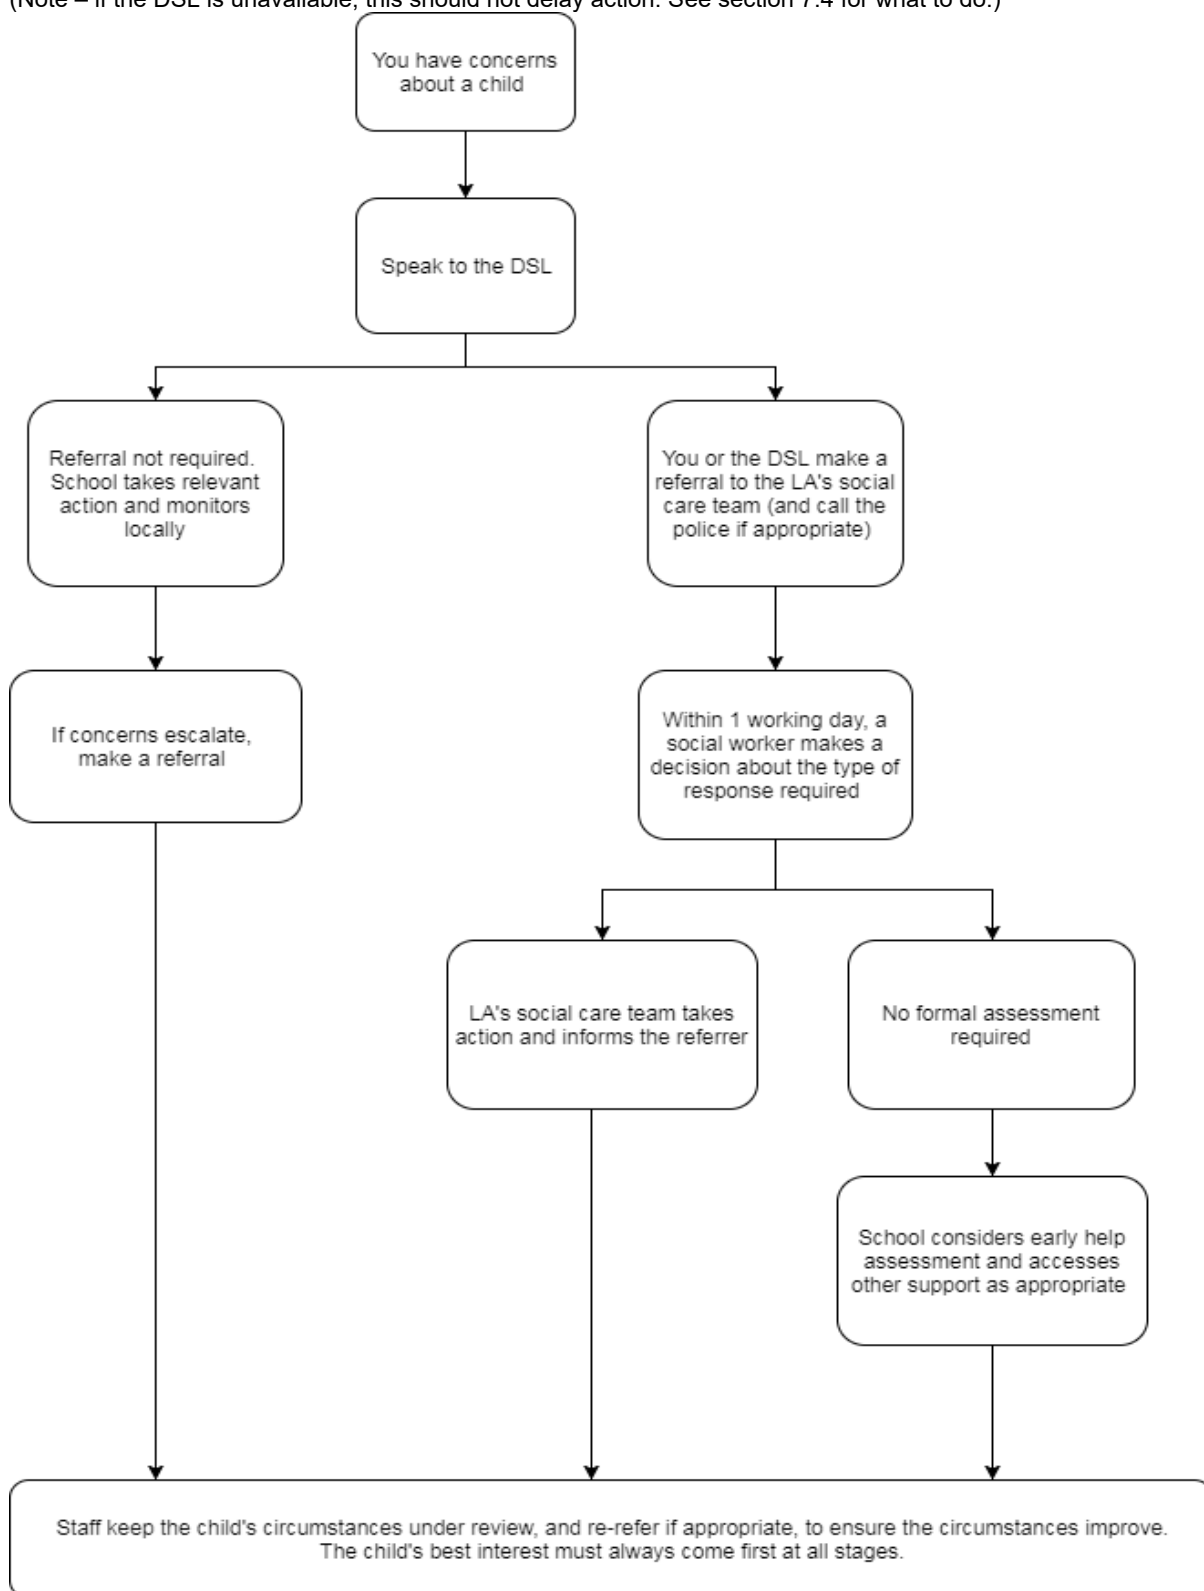 (Note – if the DSL is unavailable, this should not delay action. See section 7.4 for what to do.)
You have concerns
about a child
Speak to the DSL
Referral not required.
School takes relevant
action and monitors
locally
You or the DSL make a
referral to the LA's social
care team (and call the
police if appropriate)
If concerns escalate,
make a referral
Within 1 working day, a
social worker makes a
decision about the type of
response required
LA's social care team takes
action and informs the referrer
No formal assessment
required
School considers early help
assessment and accesses
other support as appropriate
Staff keep the child's circumstances under review, and re-refer if appropriate, to ensure the circumstances improve.
The child's best interest must always come first at all stages.